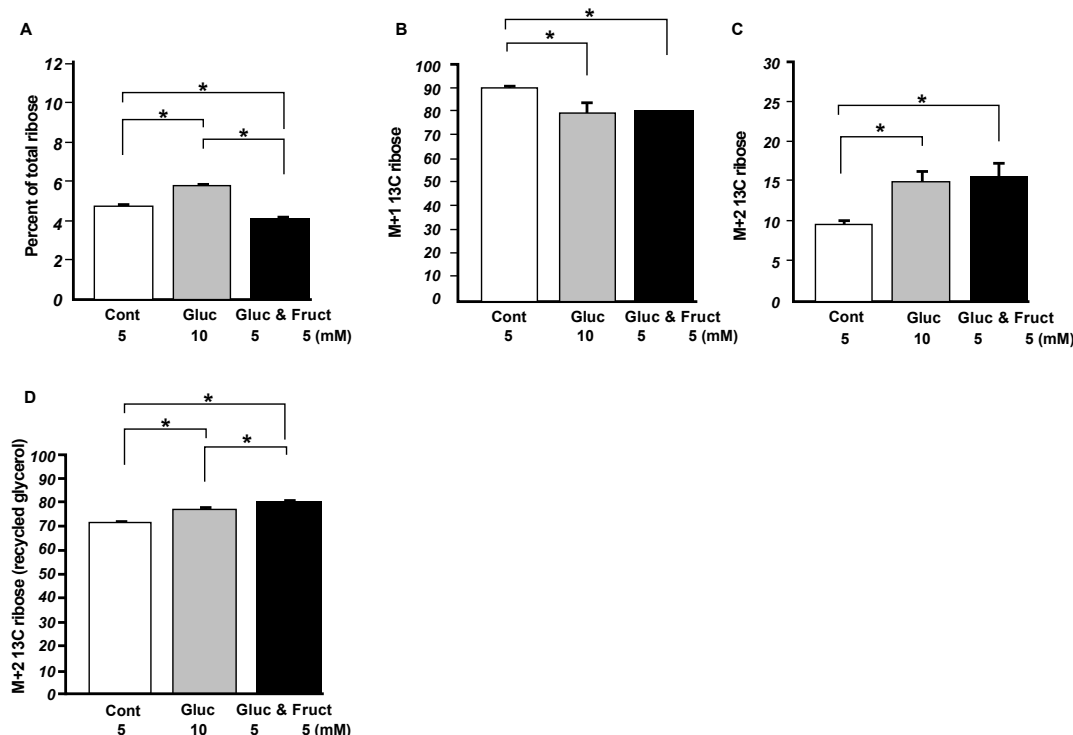 A
Percent of total ribose
12
10
8
6
4
2
0
Cont Gluc Gluc & Fruct
5 10 5 5 (mM)
*
*
*
B
M+1 13C ribose
100
90
80
70
60
50
40
30
20
10
0
Cont Gluc Gluc & Fruct
5 10 5 5 (mM)
*
*
C
M+2 13C ribose
30
25
20
15
10
5
0
Cont Gluc Gluc & Fruct
5 10 5 5 (mM)
*
*
D
M+2 13C ribose (recycled glycerol)
100
90
80
70
60
50
40
30
20
10
0
Cont Gluc Gluc & Fruct
5 10 5 5 (mM)
*
*
*